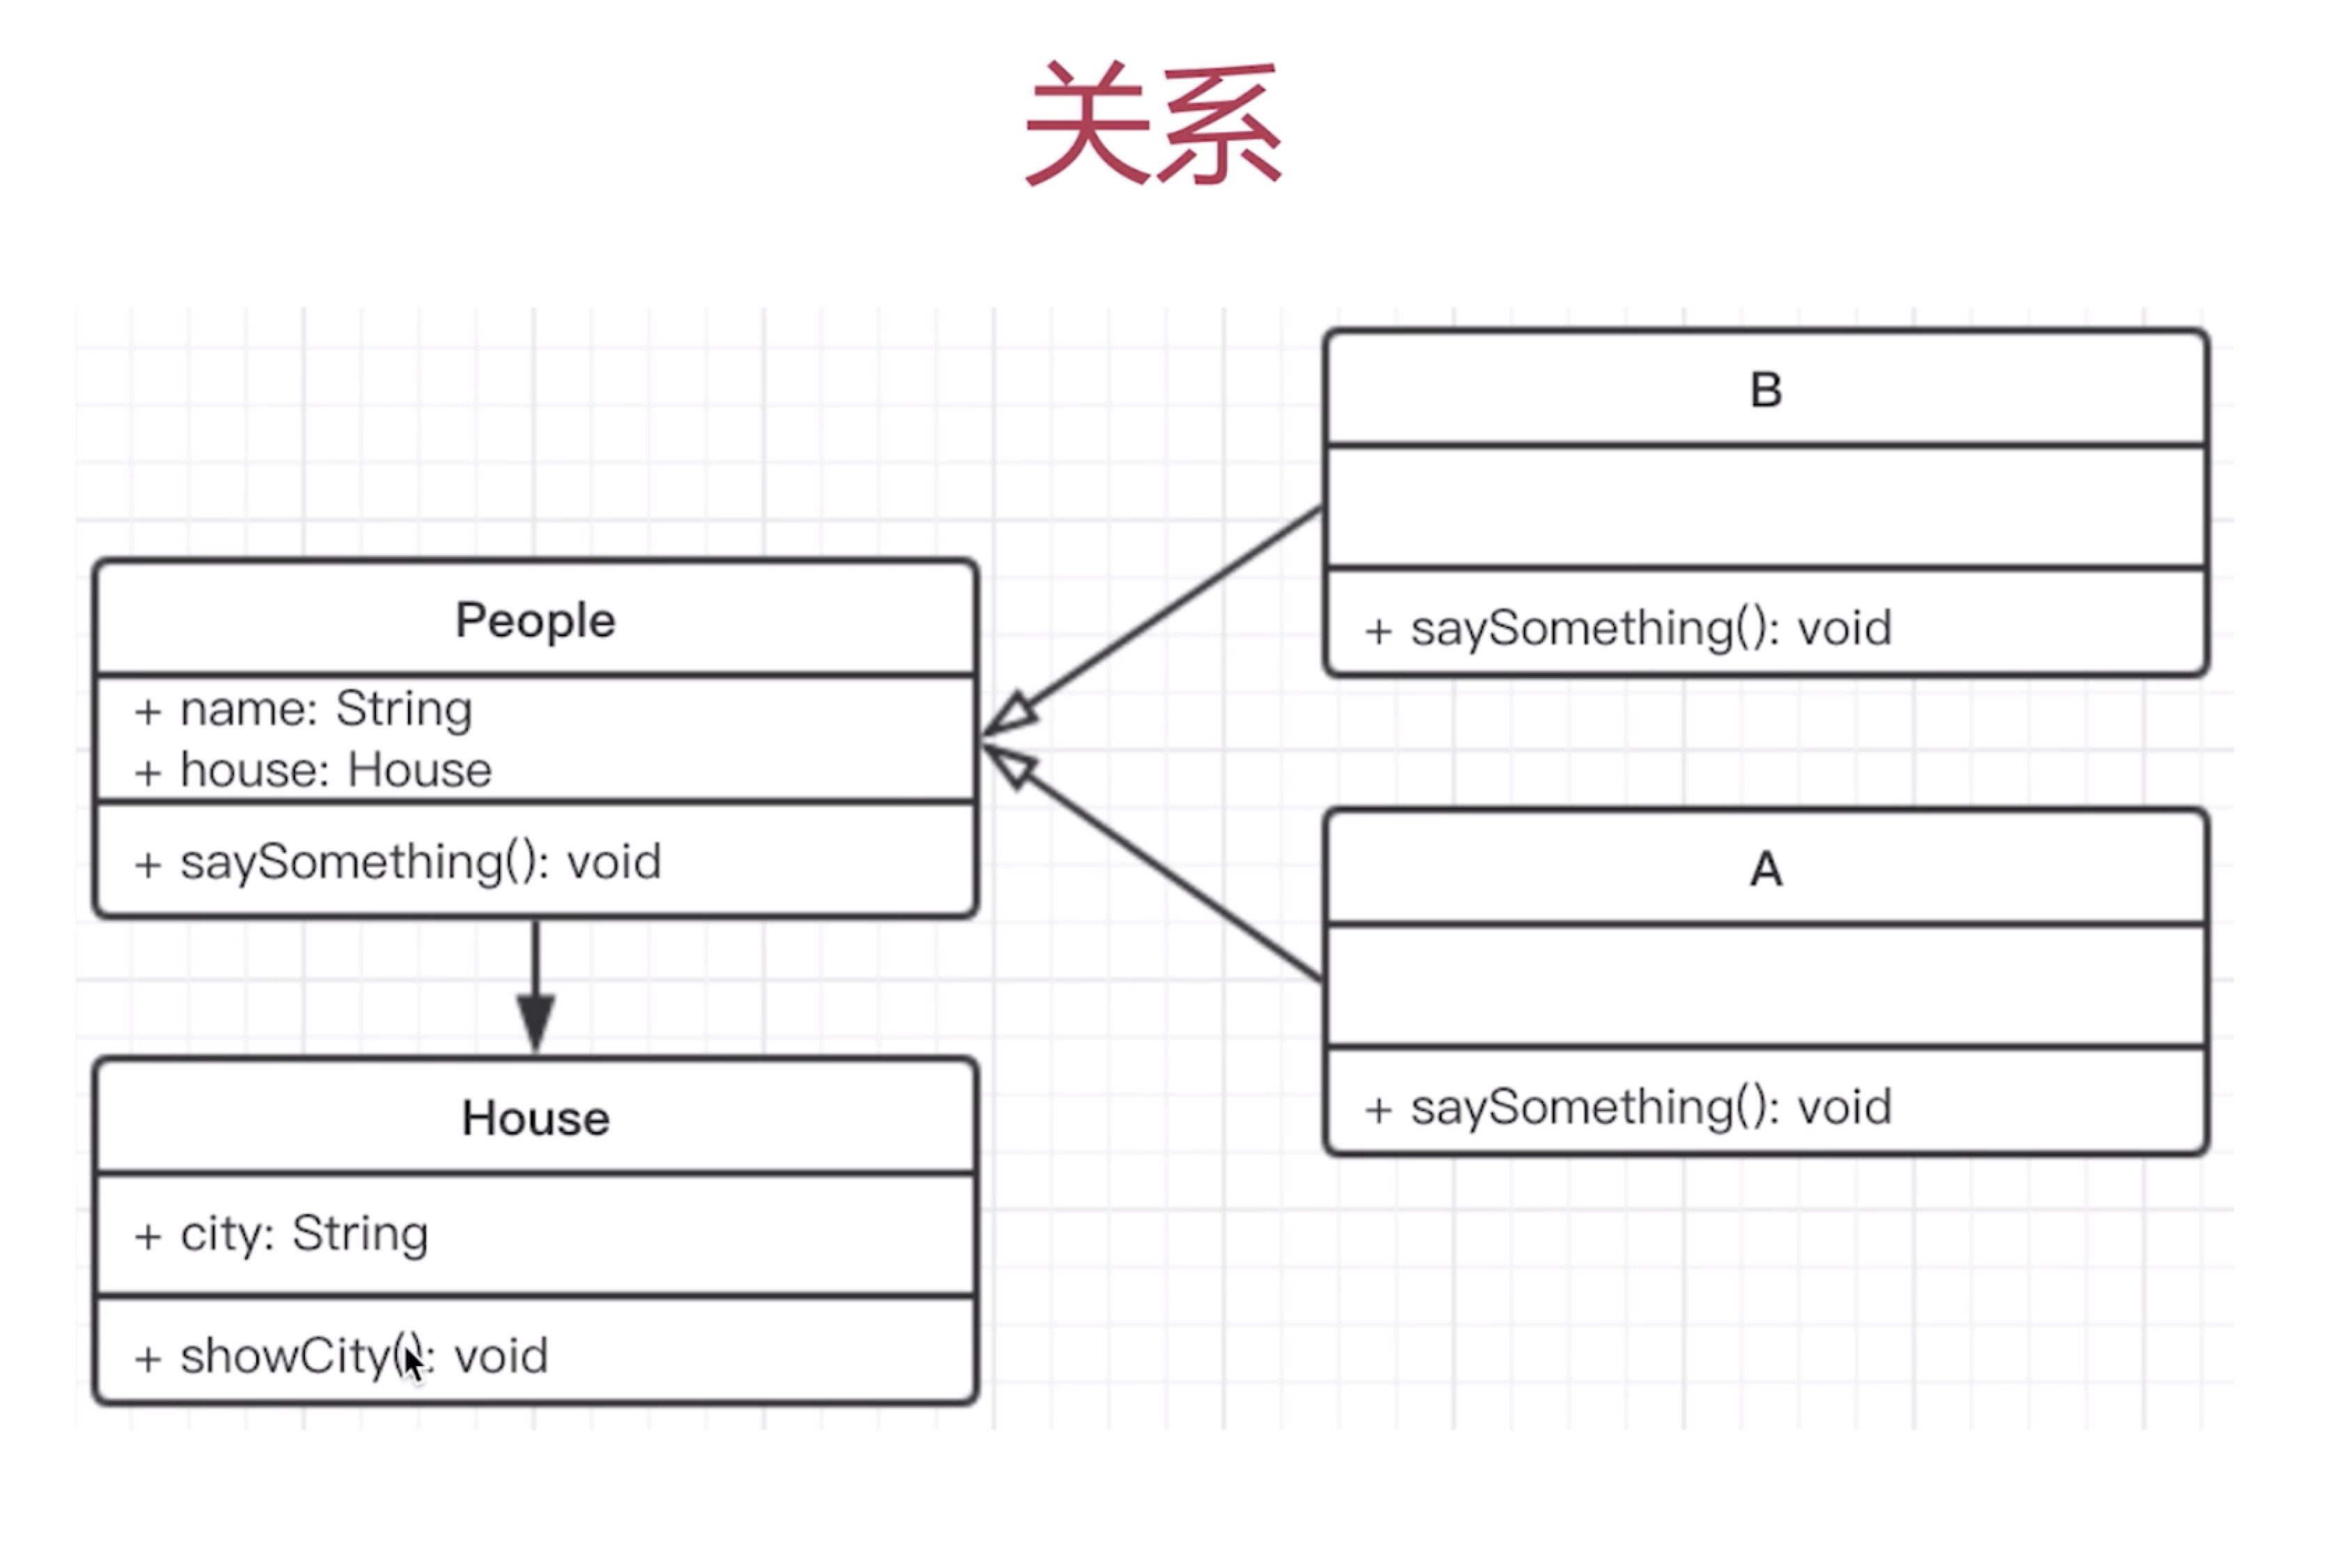 关系
People
+ name: String
+ house: House
+ saySomething(): void
House
+ city: String
+ showCity(): void
B
+ saySomething(): void
A
+ saySomething(): void